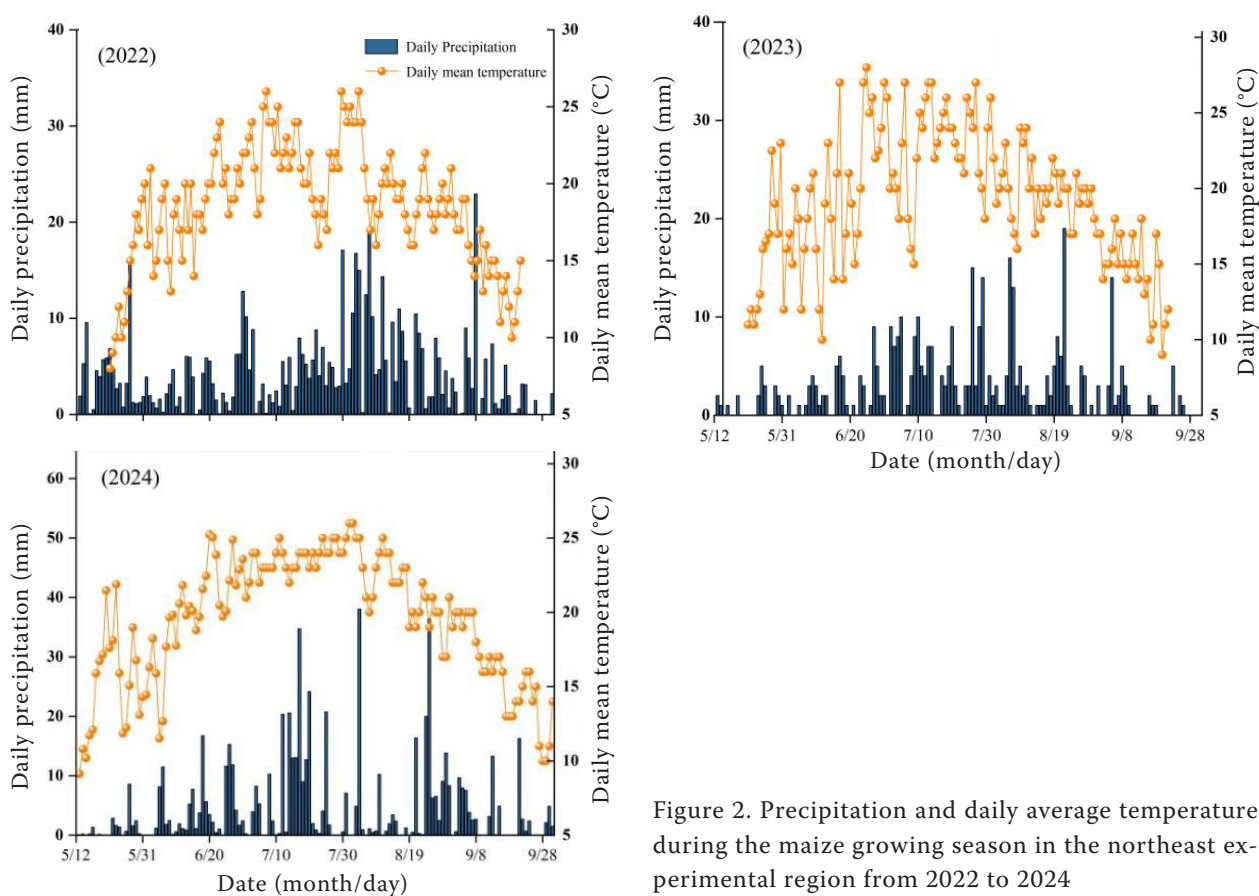 (2022)
Daily Precipitation
Daily mean temperature
Daily precipitation (mm)
40
30
20
10
0
Daily mean temperature (°C)
30
25
20
15
10
5
(2023)
Daily precipitation (mm)
40
30
20
10
0
Daily mean temperature (°C)
30
25
20
15
10
5
5/12 5/31 6/20 7/10 7/30 8/19 9/8 9/28
Date (month/day)
(2024)
Daily precipitation (mm)
60
50
40
30
20
10
0
Daily mean temperature (°C)
30
25
20
15
10
5
5/12 5/31 6/20 7/10 7/30 8/19 9/8 9/28
Date (month/day)
Figure 2. Precipitation and daily average temperature
during the maize growing season in the northeast ex-
perimental region from 2022 to 2024